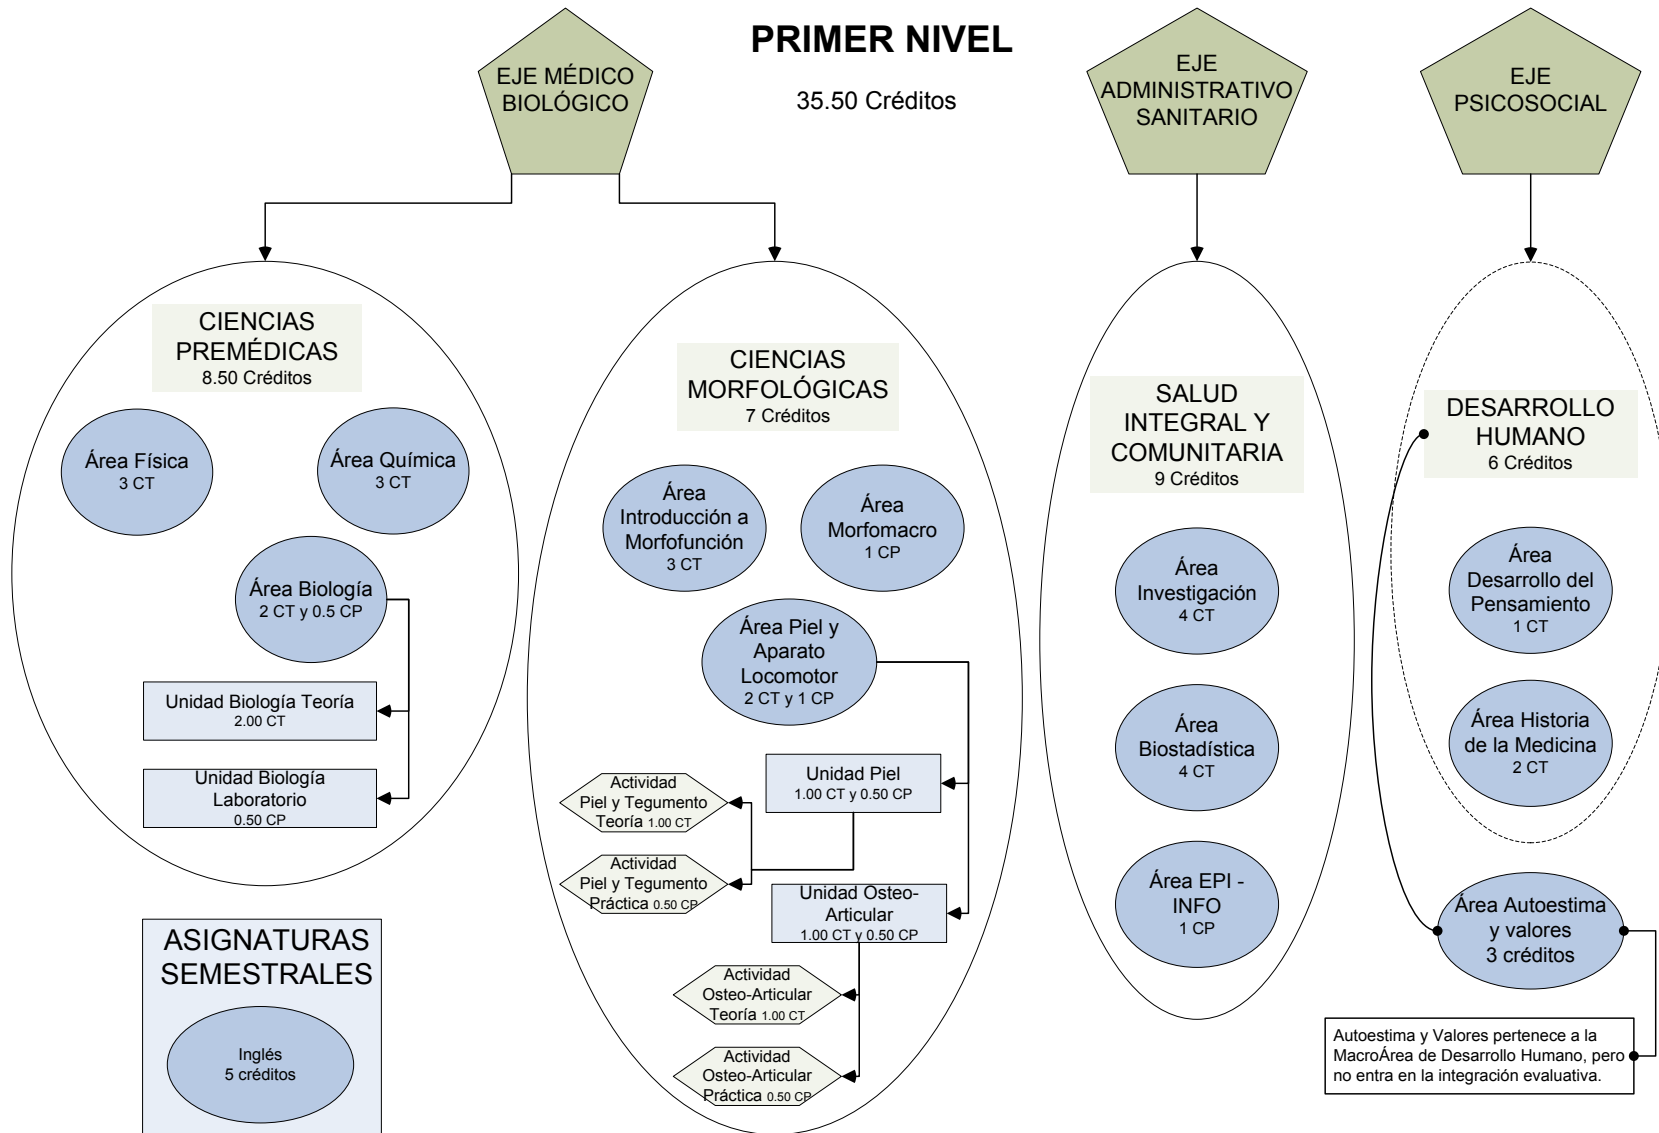 PRIMER NIVEL
35.50 Créditos
EJE MÉDICO
BIOLÓGICO
EJE
ADMINISTRATIVO
SANITARIO
EJE
PSICOSOCIAL
CIENCIAS
PREMÉDICAS
8.50 Créditos
Área Física
3 CT
Área Química
3 CT
Área Biología
2 CT y 0.5 CP
Unidad Biología Teoría
2.00 CT
Unidad Biología
Laboratorio
0.50 CP
ASIGNATURAS
SEMESTRALES
Inglés
5 créditos
CIENCIAS
MORFOLÓGICAS
7 Créditos
Área
Introducción a
Morfofunción
3 CT
Área
Morfomacro
1 CP
Área Piel y
Aparato
Locomotor
2 CT y 1 CP
Unidad Piel
1.00 CT y 0.50 CP
Actividad
Piel y Tegumento
Teoría 1.00 CT
Actividad
Piel y Tegumento
Práctica 0.50 CP
Unidad Osteo-
Articular
1.00 CT y 0.50 CP
Actividad
Osteo-Articular
Teoría 1.00 CT
Actividad
Osteo-Articular
Práctica 0.50 CP
SALUD
INTEGRAL Y
COMUNITARIA
9 Créditos
Área
Investigación
4 CT
Área
Biostadística
4 CT
Área EPI -
INFO
1 CP
DESARROLLO
HUMANO
6 Créditos
Área
Desarrollo del
Pensamiento
1 CT
Área Historia
de la Medicina
2 CT
Área Autoestima
y valores
3 créditos
Autoestima y Valores pertenece a la
MacroÁrea de Desarrollo Humano, pero
no entra en la integración evaluativa.